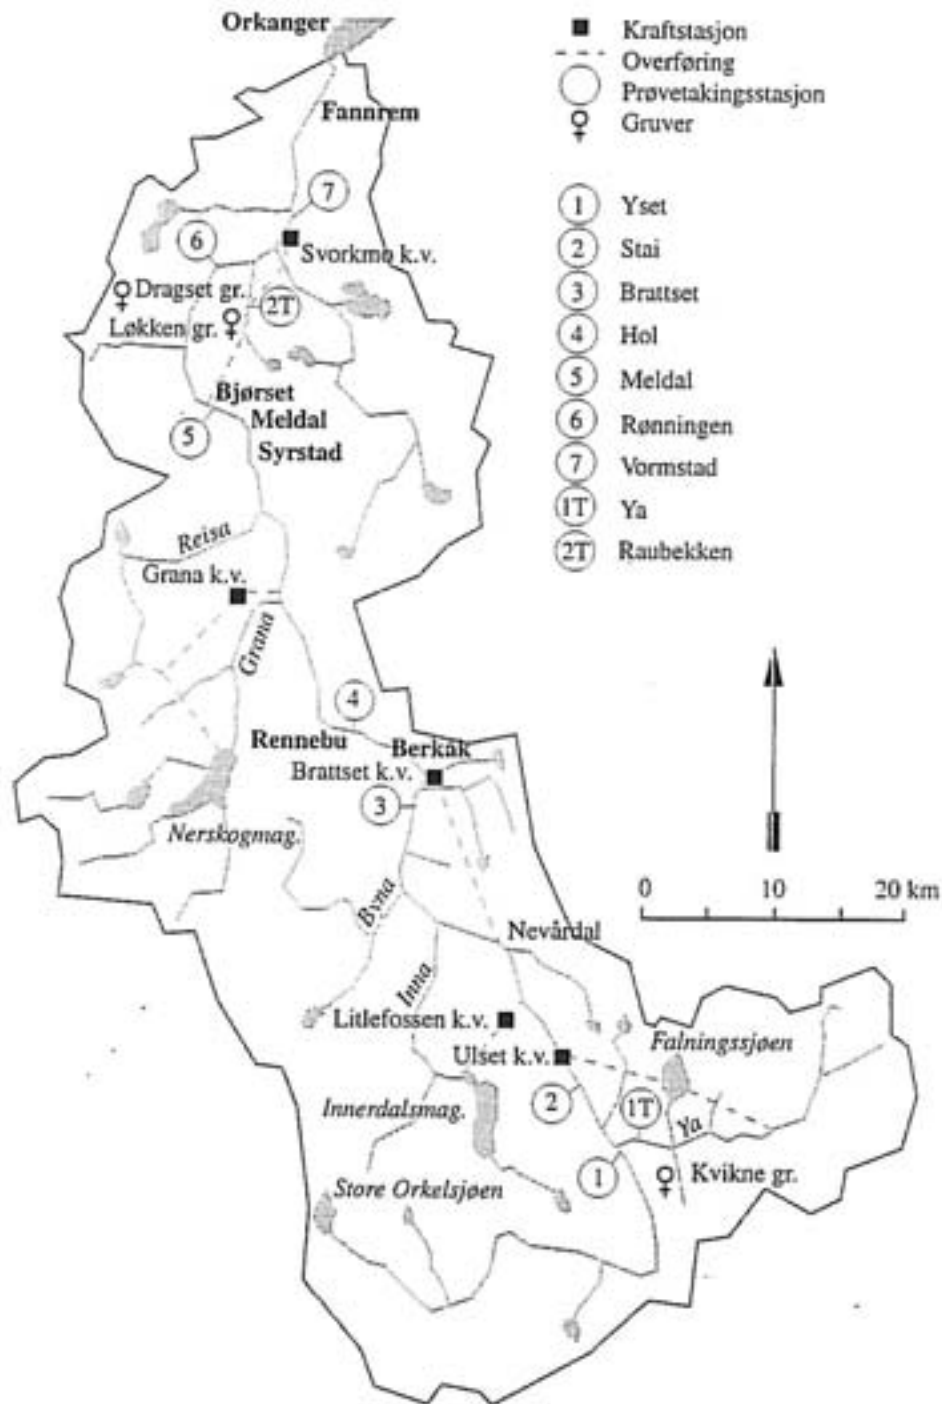 Orkanger
Kraftstasjon
Overføring
Prøvetakingsstasjon
Gruver
Fannrem
7
6
Svorkmo k.v.
Dragset gr.
2T
Løkken gr.
Bjørset
Meldal
5
Syrstad
1 Yset
2 Stai
3 Brattset
4 Hol
5 Meldal
6 Rønningen
7 Vormstad
1T Ya
2T Raubekken
Reisa
Grana k.v.
Grana
4
Rennebu
Berkåk
Brattset k.v.
3
Nerskogmag.
0 10 20 km
Byna
Nevårdal
Inna
Litlefossen k.v.
Falningssjøen
Ulset k.v.
2
1T
Ya
Innerdalsmag.
1
Kvikne gr.
Store Orkelsjøen